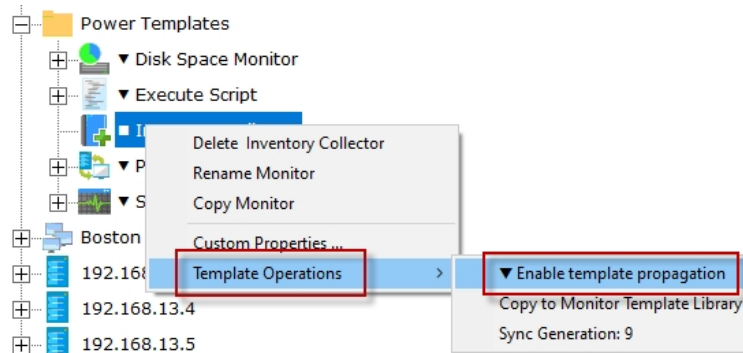 Power Templates
▼ Disk Space Monitor
▼ Execute Script
Delete Inventory Collector
Rename Monitor
▼ P
Copy Monitor
▼ S
Boston
Custom Properties ...
192.168
Template Operations >
▼ Enable template propagation
192.168.13.4
Copy to Monitor Template Library
Sync Generation: 9
192.168.13.5